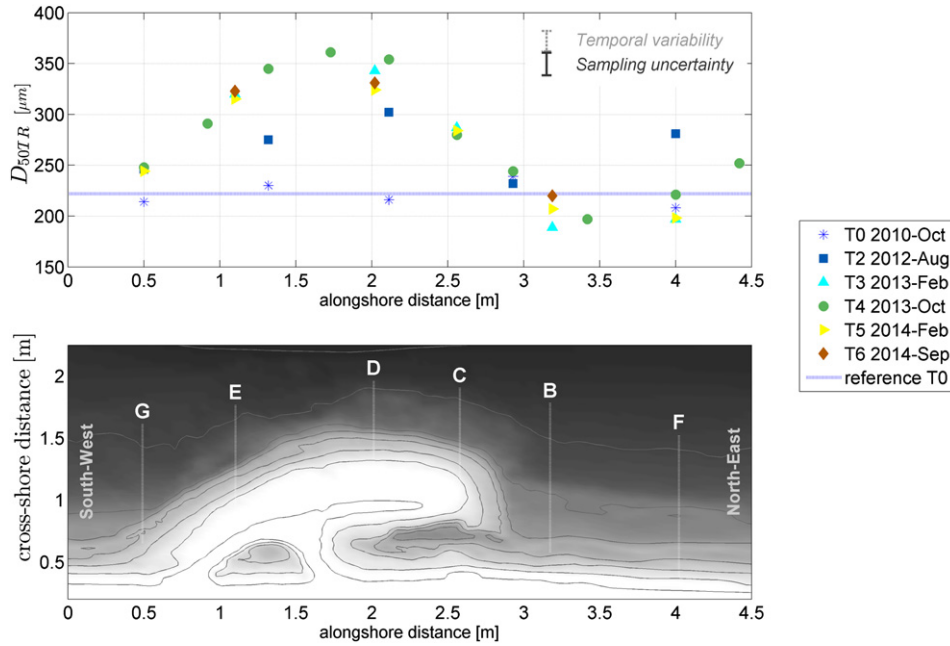 400
350
300
250
200
150
D50TR [μm]
Temporal variability
Sampling uncertainty
0 0.5 1 1.5 2 2.5 3 3.5 4 4.5
alongshore distance [m]
T0 2010-Oct
T2 2012-Aug
T3 2013-Feb
T4 2013-Oct
T5 2014-Feb
T6 2014-Sep
reference T0
cross-shore distance [m]
2
1.5
1
0.5
South-West
G
E
D
C
B
F
North-East
0 0.5 1 1.5 2 2.5 3 3.5 4 4.5
alongshore distance [m]